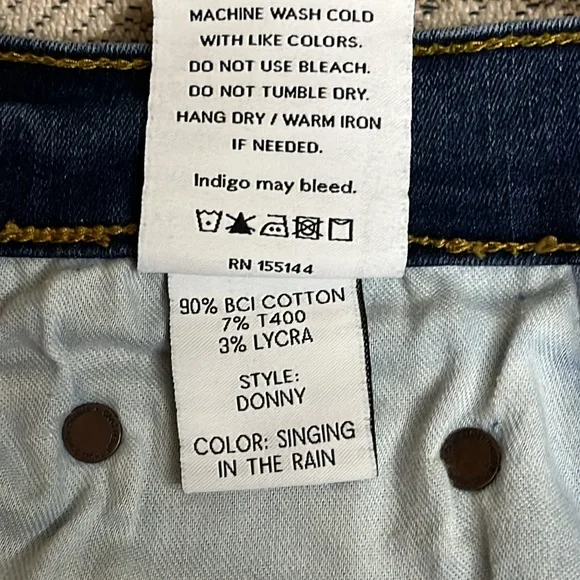 MACHINE WASH COLD
WITH LIKE COLORS.
DO NOT USE BLEACH.
DO NOT TUMBLE DRY.
HANG DRY / WARM IRON
IF NEEDED.
Indigo may bleed.
RN 155144
90% BCI COTTON
7% T400
3% LYCRA
STYLE:
DONNY
COLOR: SINGING
IN THE RAIN